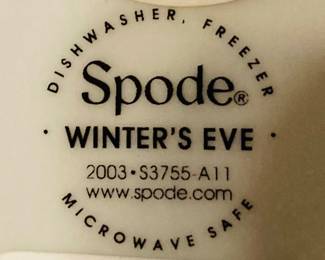 DISHWASHER, FREEZER
Spode®
· WINTER'S EVE ·
2003 · S3755-A11
www.spode.com
MICROWAVE SAFE